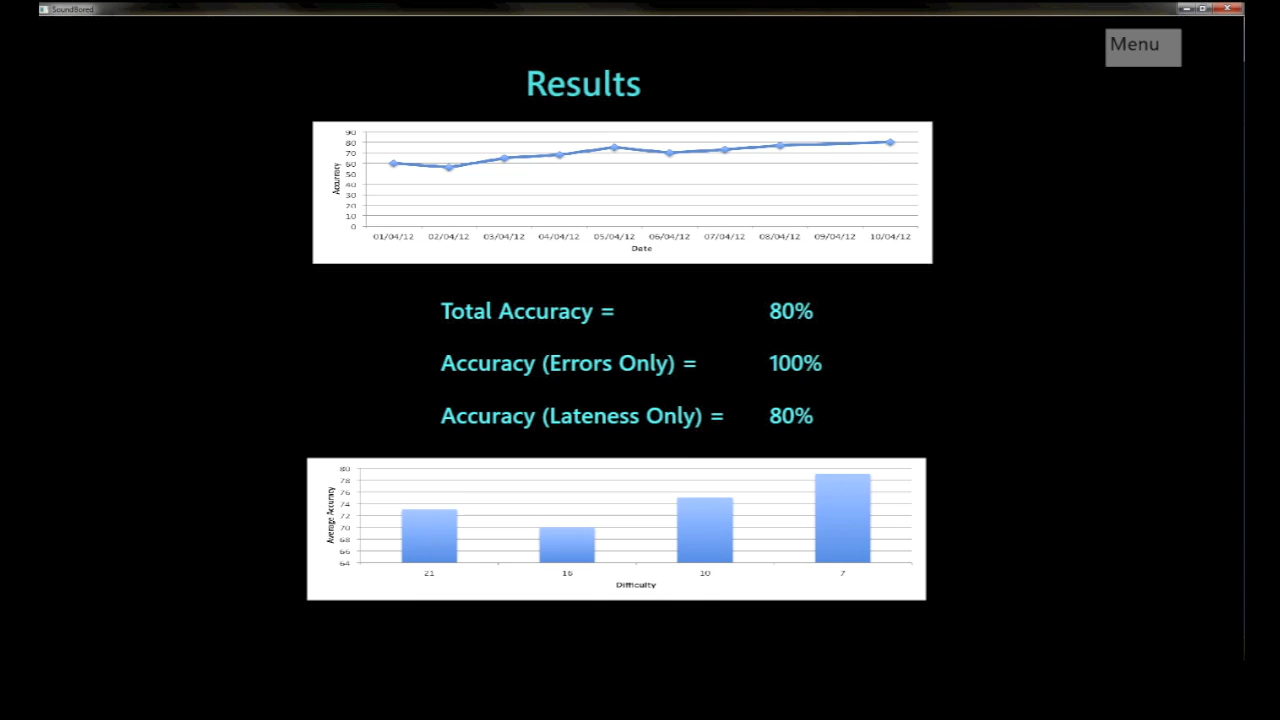 SoundBored
Menu
Results
90
80
70
60
50
40
30
20
10
0
Accuracy
01/04/12 02/04/12 03/04/12 04/04/12 05/04/12 06/04/12 07/04/12 08/04/12 09/04/12 10/04/12
Date
Total Accuracy = 80%
Accuracy (Errors Only) = 100%
Accuracy (Lateness Only) = 80%
80
78
76
74
72
70
68
66
64
Average Accuracy
21 16 10 7
Difficulty